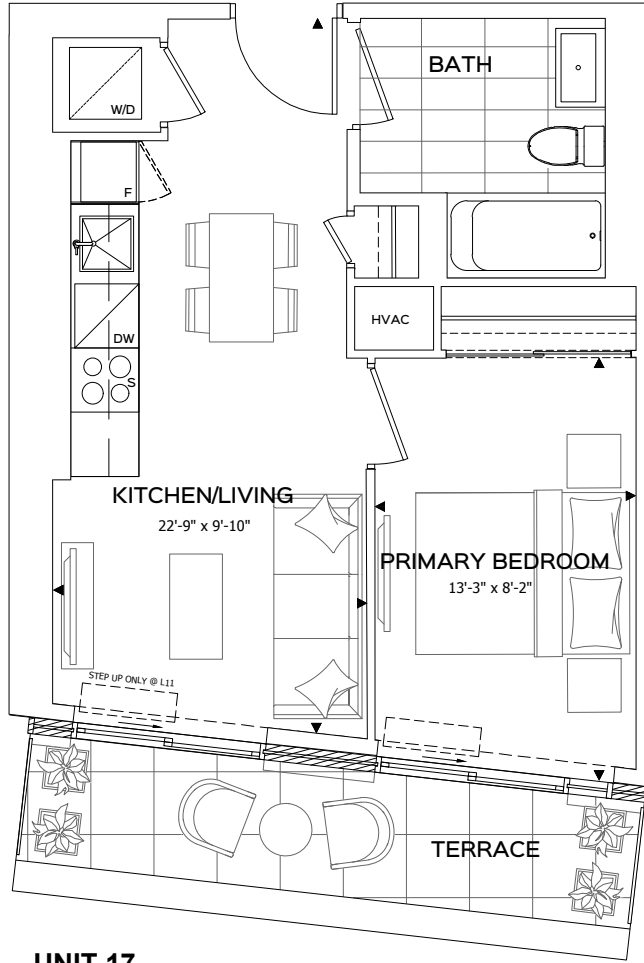 BATH
W/D
F
HVAC
DW
S
KITCHEN/LIVING
22'-9" x 9'-10"
PRIMARY BEDROOM
13'-3" x 8'-2"
STEP UP ONLY @ L11
TERRACE
UNIT 17